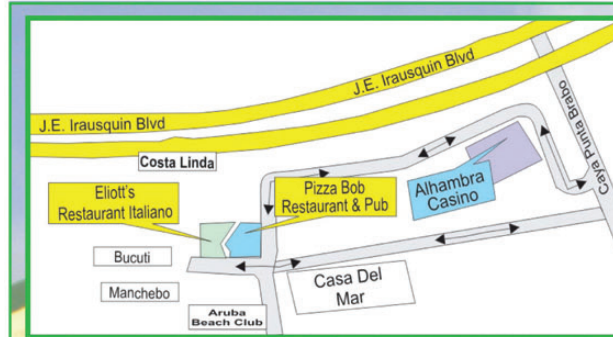 J.E. Irausquin Blvd
J.E. Irausquin Blvd
Costa Linda
Caya Punta Brabo
Eliott's
Restaurant Italiano
Pizza Bob
Restaurant & Pub
Alhambra
Casino
Bucuti
Manchebo
Casa Del
Mar
Aruba
Beach Club